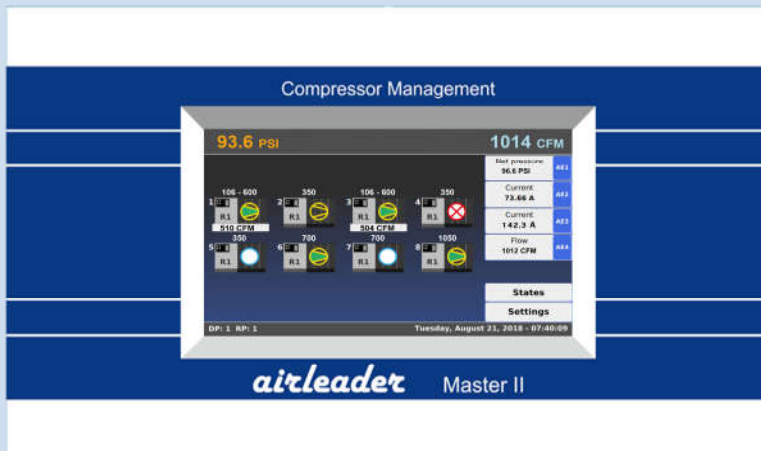 Compressor Management
93.6 PSI
1014 CFM
Net pressure
96.6 PSI
AE1
Current
73.66 A
AE2
Current
142.3 A
AE3
Flow
1012 CFM
AE4
106 - 600
350
106 - 600
350
1
R1
2
R1
3
R1
4
R1
510 CFM
504 CFM
350
700
700
1050
5
R1
6
R1
7
R1
8
R1
States
Settings
DP: 1 RP: 1
Tuesday, August 21, 2018 - 07:40:09
airleader
Master II